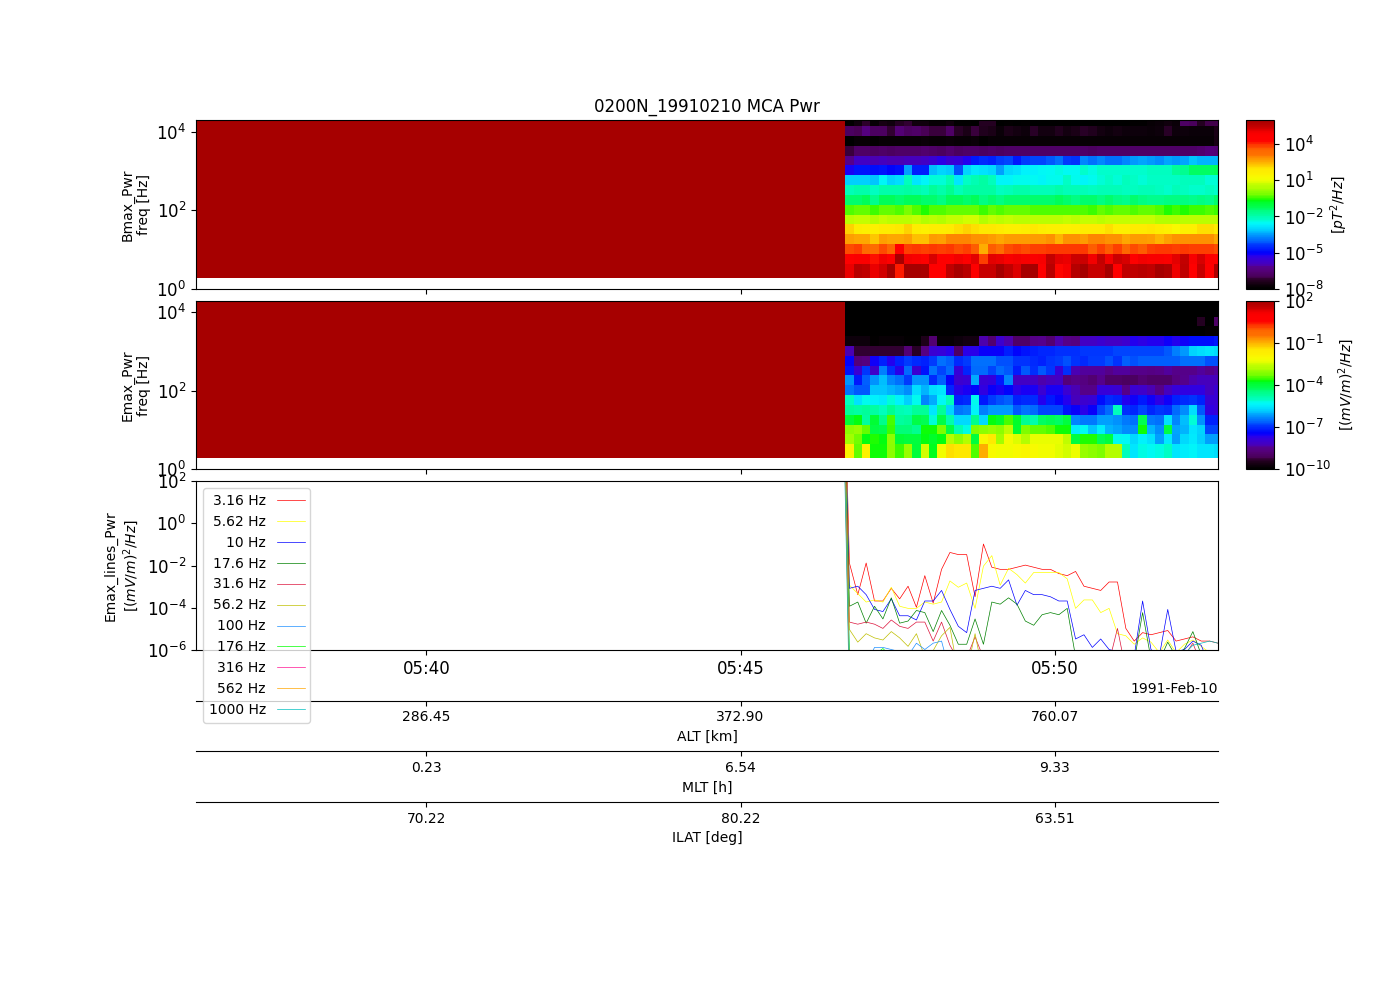 0200N_19910210 MCA Pwr
10^4
10^2
10^0
Bmax_Pwr
freq [Hz]
10^4
10^1
10^-2
10^-5
10^-8
[pT^2/Hz]
10^4
10^2
10^0
Emax_Pwr
freq [Hz]
10^2
10^-1
10^-4
10^-7
10^-10
[(mV/m)^2/Hz]
10^2
10^0
10^-2
10^-4
10^-6
Emax_lines_Pwr
[(mV/m)^2/Hz]
3.16 Hz
5.62 Hz
10 Hz
17.6 Hz
31.6 Hz
56.2 Hz
100 Hz
176 Hz
316 Hz
562 Hz
1000 Hz
05:40 05:45 05:50
1991-Feb-10
286.45 372.90 760.07
ALT [km]
0.23 6.54 9.33
MLT [h]
70.22 80.22 63.51
ILAT [deg]